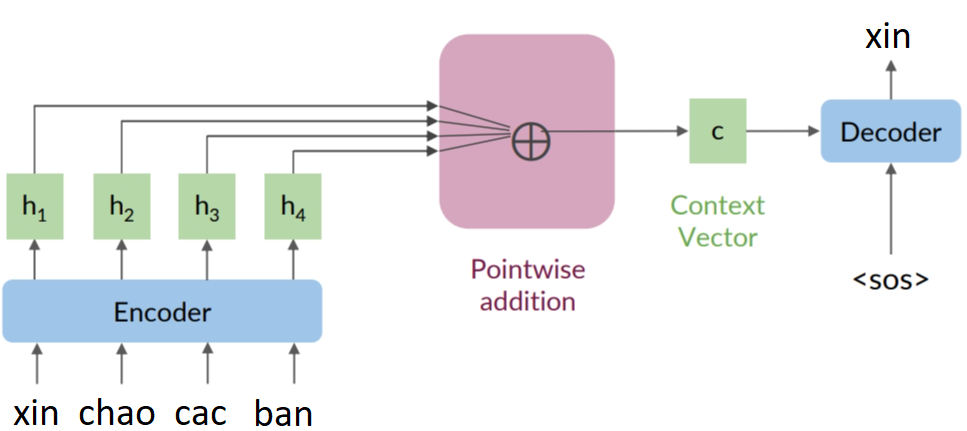 xin
h₁ h₂ h₃ h₄
c
Decoder
Context
Vector
Pointwise
addition
<sos>
Encoder
xin chao cac ban